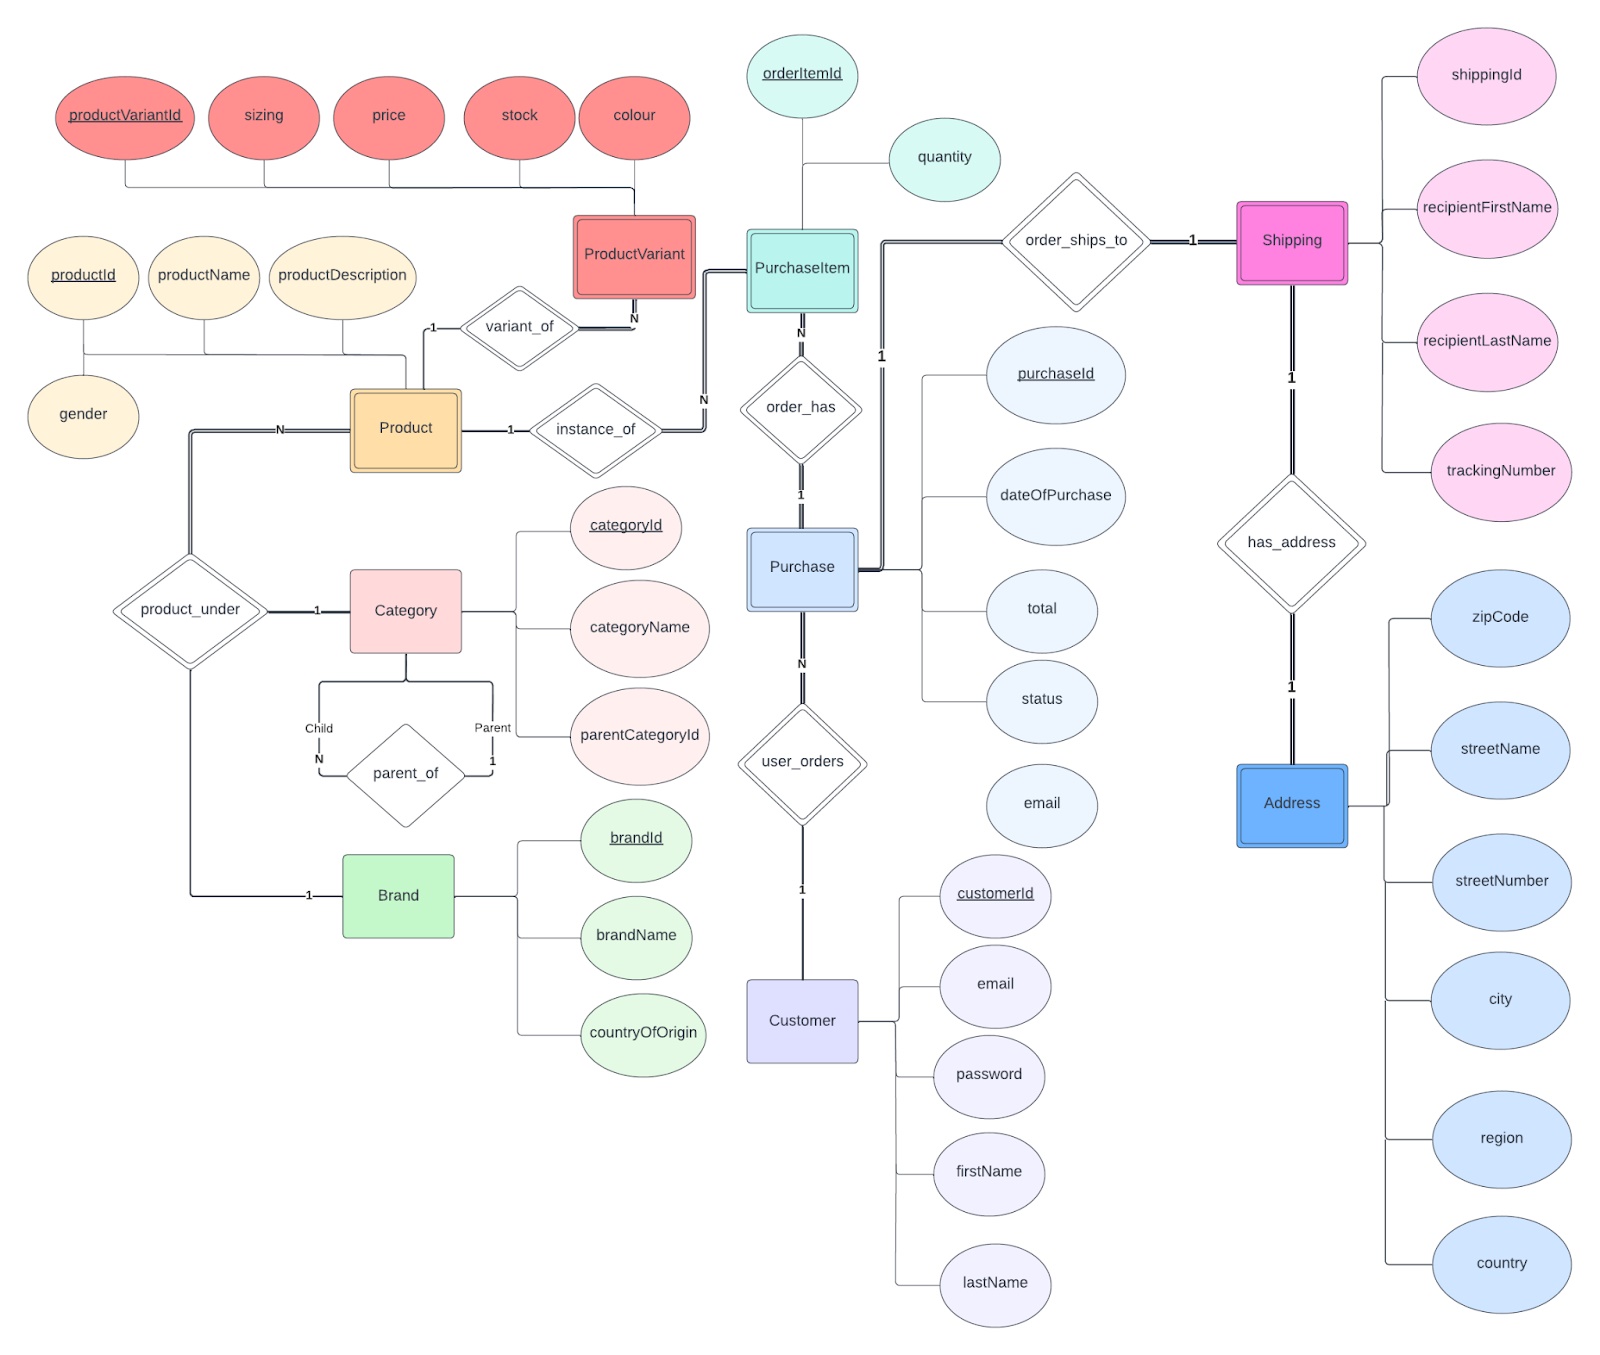 shippingId
orderItemId
productVariantId
sizing
price
stock
colour
quantity
recipientFirstName
order_ships_to
1
Shipping
ProductVariant
PurchaseItem
productId
productName
productDescription
N
1
variant_of
N
recipientLastName
1
purchaseId
1
N
order_has
gender
Product
1
instance_of
N
trackingNumber
1
dateOfPurchase
categoryId
has_address
Purchase
product_under
1
Category
categoryName
total
zipCode
N
1
status
Child
Parent
parentCategoryId
streetName
N
1
parent_of
user_orders
email
Address
brandId
streetNumber
1
Brand
1
customerId
brandName
email
city
countryOfOrigin
Customer
password
region
firstName
country
lastName